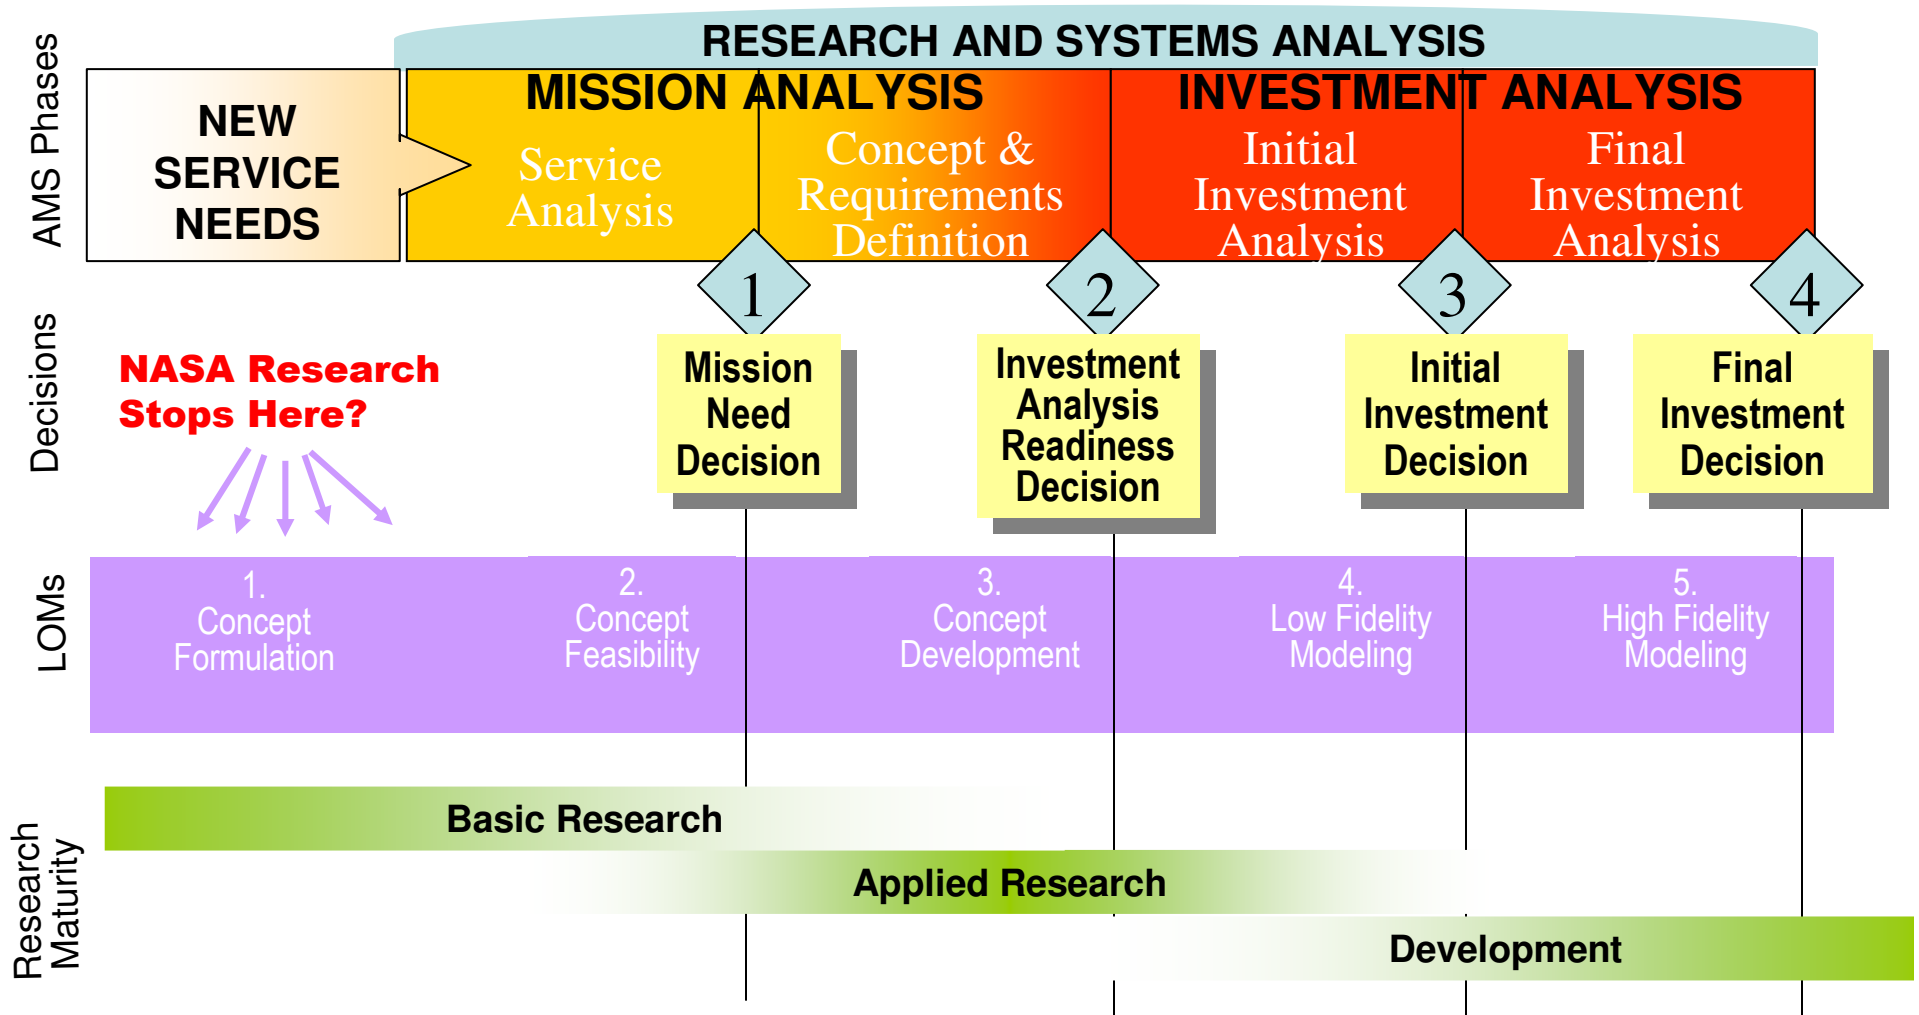 RESEARCH AND SYSTEMS ANALYSIS
AMS Phases
NEW
SERVICE
NEEDS
MISSION ANALYSIS
INVESTMENT ANALYSIS
Service
Analysis
Concept &
Requirements
Definition
Initial
Investment
Analysis
Final
Investment
Analysis
1
2
3
4
Decisions
NASA Research
Stops Here?
Mission
Need
Decision
Investment
Analysis
Readiness
Decision
Initial
Investment
Decision
Final
Investment
Decision
LOMs
1.
Concept
Formulation
2.
Concept
Feasibility
3.
Concept
Development
4.
Low Fidelity
Modeling
5.
High Fidelity
Modeling
Research
Maturity
Basic Research
Applied Research
Development